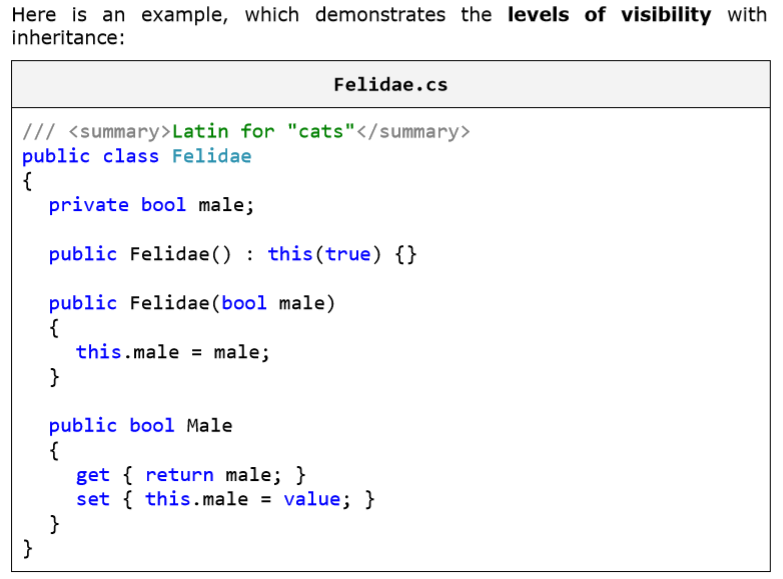 Here is an example, which demonstrates the levels of visibility with
inheritance:
Felidae.cs
/// <summary>Latin for "cats"</summary>
public class Felidae
{
private bool male;
public Felidae() : this(true) {}
public Felidae(bool male)
{
this.male = male;
}
public bool Male
{
get { return male; }
set { this.male = value; }
}
}